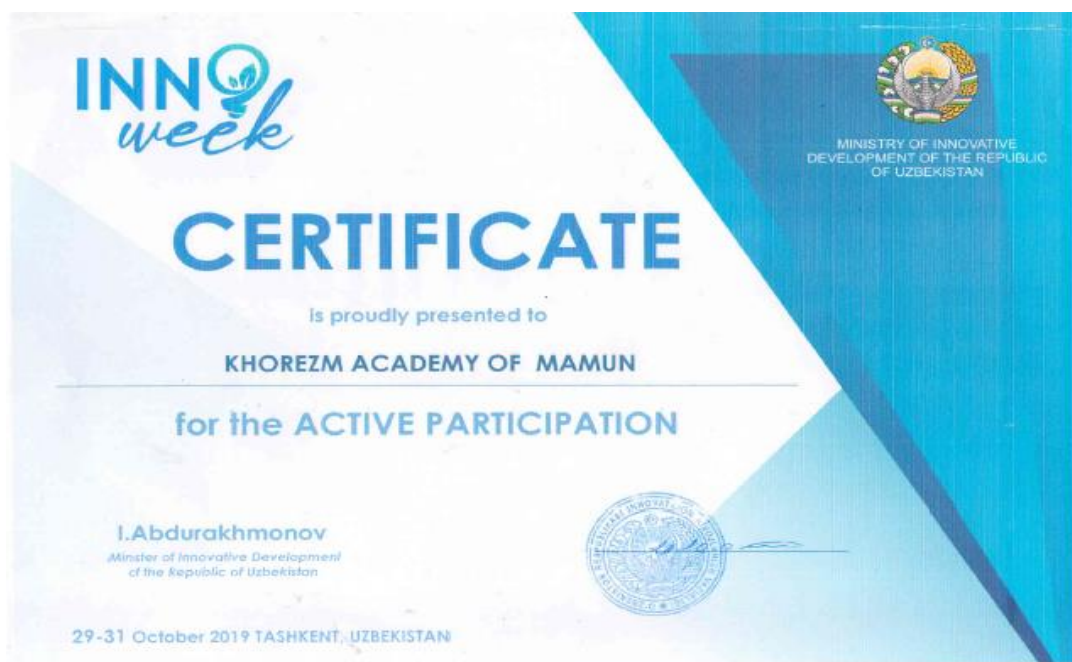 INNO
week
MINISTRY OF INNOVATIVE
DEVELOPMENT OF THE REPUBLIC
OF UZBEKISTAN
CERTIFICATE
is proudly presented to
KHOREZM ACADEMY OF MAMUN
for the ACTIVE PARTICIPATION
I.Abdurakhmonov
Minster of Innovative Development
of the Republic of Uzbekistan
29-31 October 2019 TASHKENT, UZBEKISTAN